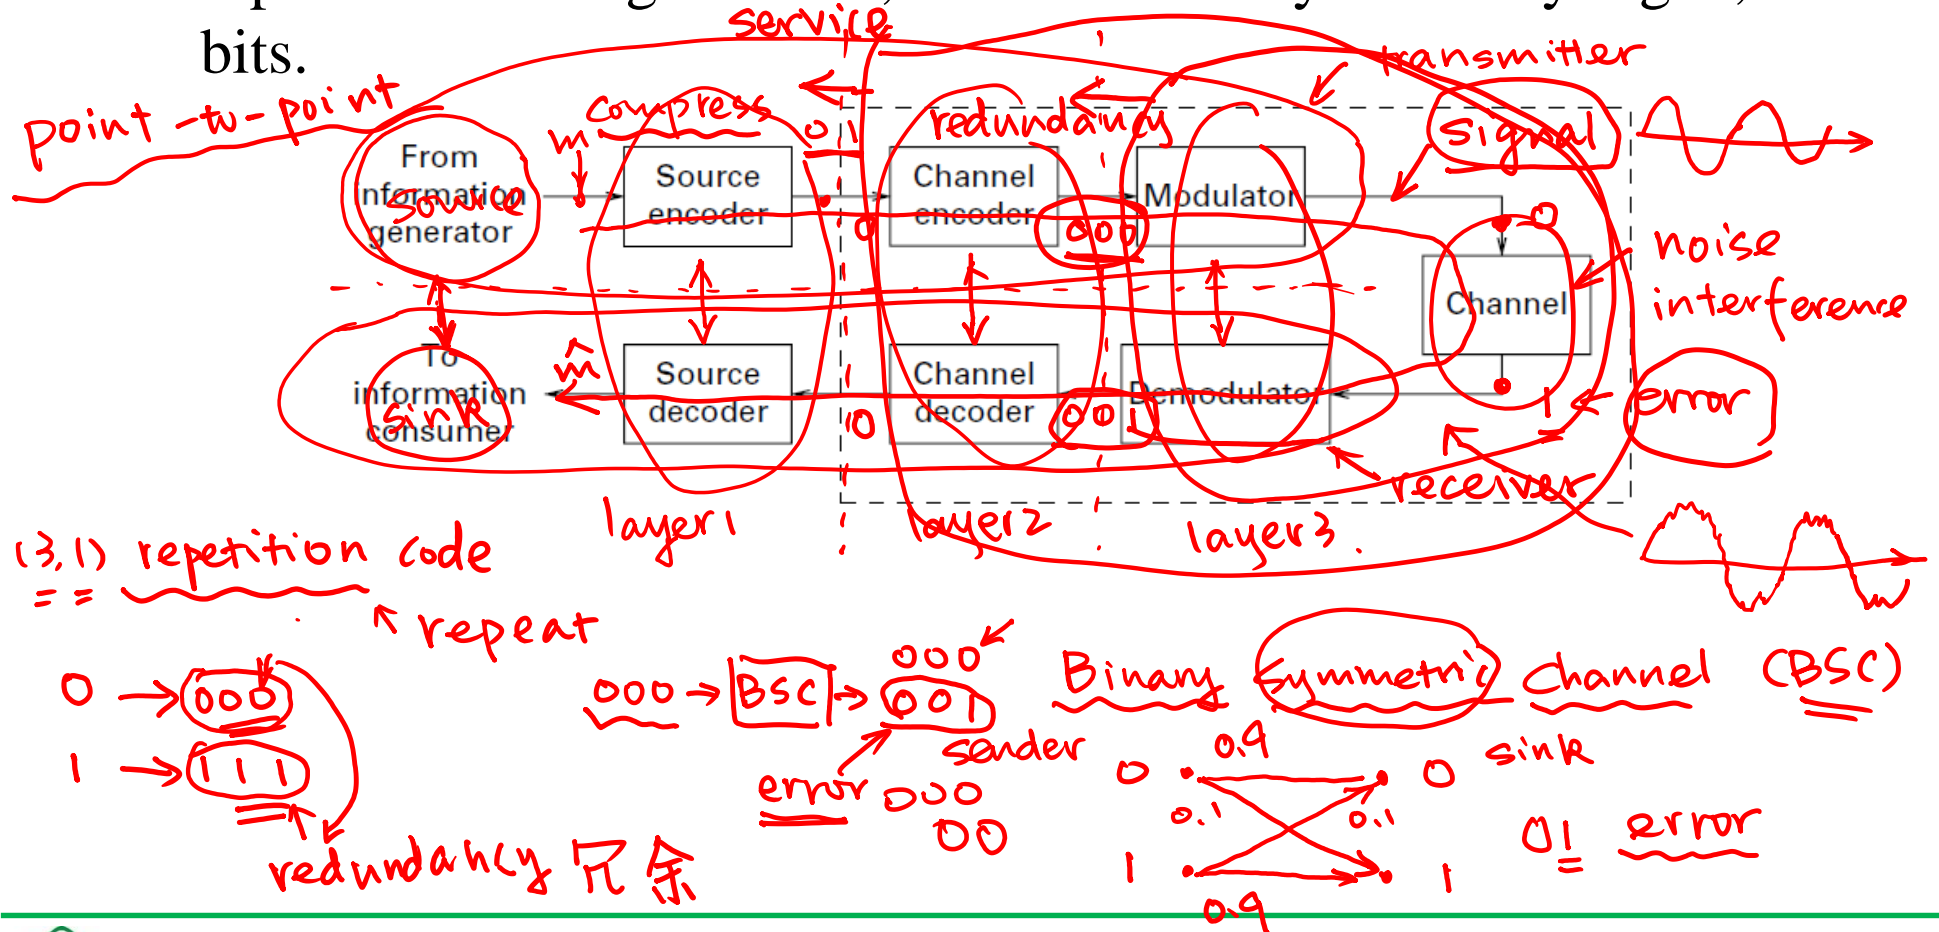 bits.
service
transmitter
point-to-point
compress
redundancy
signal
m
01
From
information
generator
source
Source
encoder
0
Channel
encoder
000
Modulator
0
noise
interference
Channel
To
information
consumer
sink
m̂
Source
decoder
0
Channel
decoder
001
Demodulator
1
error
receiver
layer1
layer2
layer3.
(3,1) repetition code
repeat
0 → 000
1 → 111
redundancy 冗余
000 → BSC → 000
001
error
000
00
Binary Symmetric Channel (BSC)
sender
0.9
sink
0
0
0.1
0.1
1
1
0.9
01 error